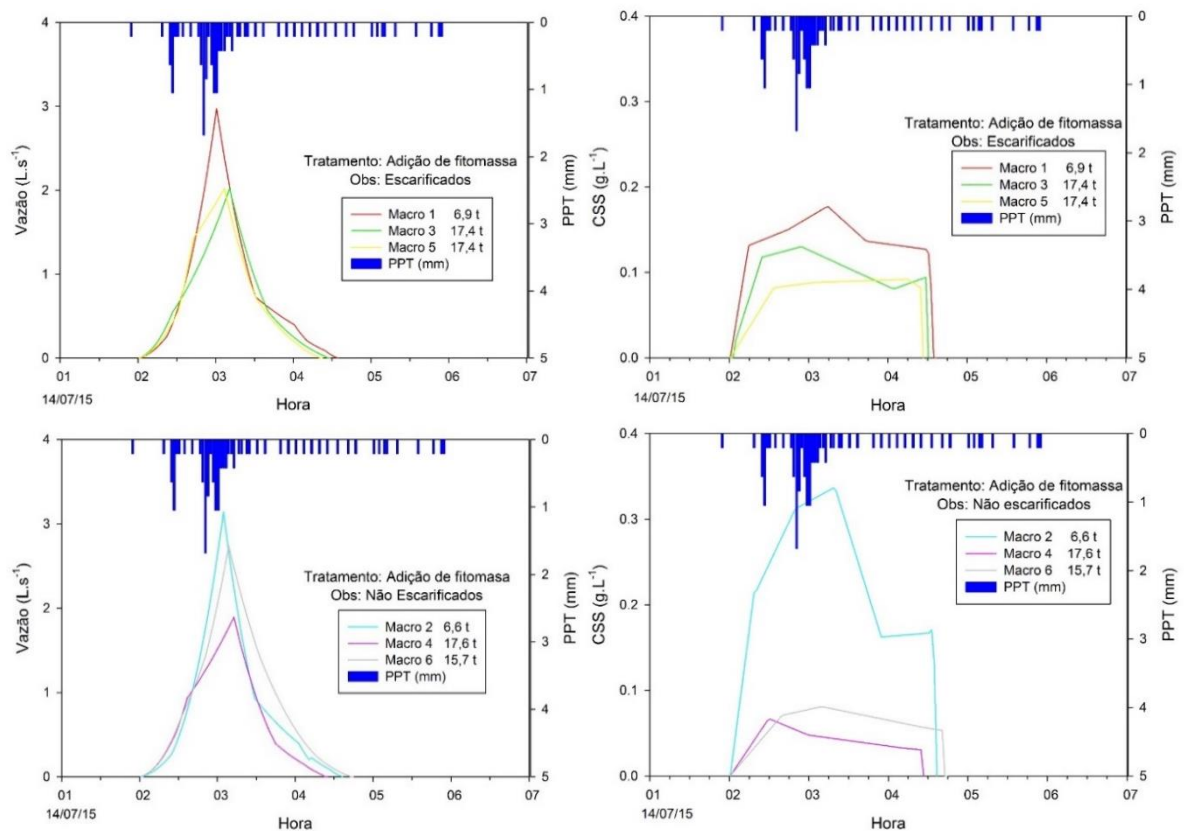 4
3
2
1
0
Vazão (L.s⁻¹)
0
1
2
3
4
5
PPT (mm)
Tratamento: Adição de fitomassa
Obs: Escarificados
Macro 1 6,9 t
Macro 3 17,4 t
Macro 5 17,4 t
PPT (mm)
01 02 03 04 05 06 07
14/07/15
Hora
0.4
0.3
0.2
0.1
0.0
CSS (g.L⁻¹)
0
1
2
3
4
5
PPT (mm)
Tratamento: Adição de fitomassa
Obs: Escarificados
Macro 1 6,9 t
Macro 3 17,4 t
Macro 5 17,4 t
PPT (mm)
01 02 03 04 05 06 07
14/07/15
Hora
4
3
2
1
0
Vazão (L.s⁻¹)
0
1
2
3
4
5
PPT (mm)
Tratamento: Adição de fitomasa
Obs: Não Escarificados
Macro 2 6,6 t
Macro 4 17,6 t
Macro 6 15,7 t
PPT (mm)
01 02 03 04 05 06 07
14/07/15
Hora
0.4
0.3
0.2
0.1
0.0
CSS (g.L⁻¹)
0
1
2
3
4
5
PPT (mm)
Tratamento: Adição de fitomassa
Obs: Não escarificados
Macro 2 6,6 t
Macro 4 17,6 t
Macro 6 15,7 t
PPT (mm)
01 02 03 04 05 06 07
14/07/15
Hora